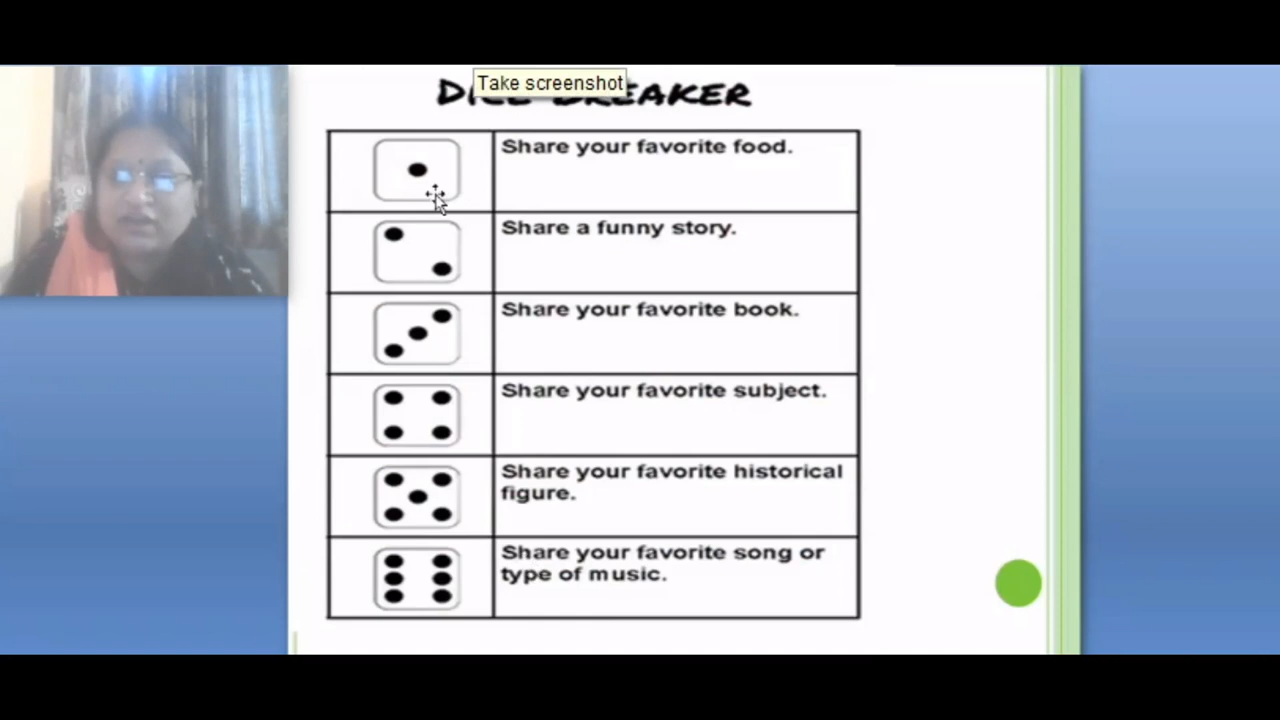 Take screenshot
BREAKER
Share your favorite food.
Share a funny story.
Share your favorite book.
Share your favorite subject.
Share your favorite historical
figure.
Share your favorite song or
type of music.